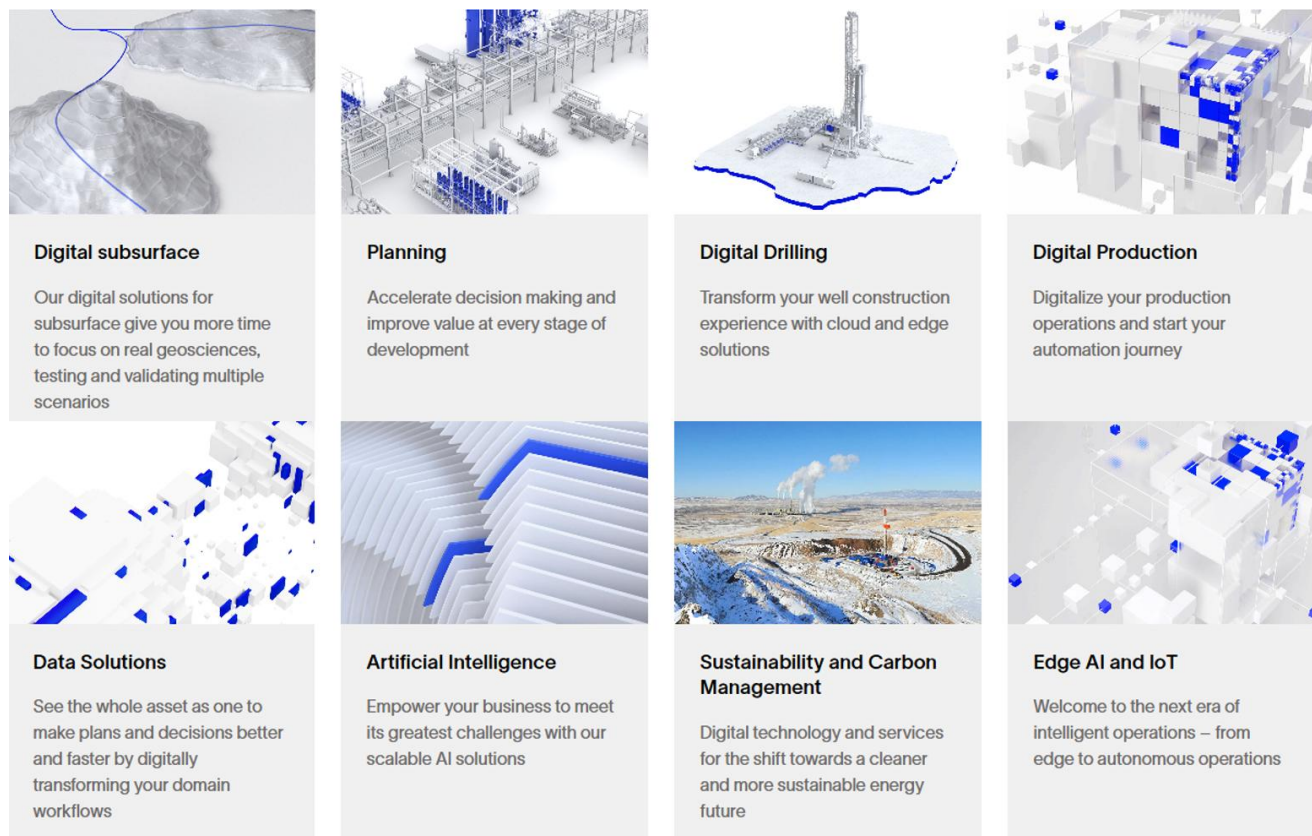 Digital subsurface
Our digital solutions for
subsurface give you more time
to focus on real geosciences,
testing and validating multiple
scenarios
Planning
Accelerate decision making and
improve value at every stage of
development
Digital Drilling
Transform your well construction
experience with cloud and edge
solutions
Digital Production
Digitalize your production
operations and start your
automation journey
Data Solutions
See the whole asset as one to
make plans and decisions better
and faster by digitally
transforming your domain
workflows
Artificial Intelligence
Empower your business to meet
its greatest challenges with our
scalable AI solutions
Sustainability and Carbon
Management
Digital technology and services
for the shift towards a cleaner
and more sustainable energy
future
Edge AI and IoT
Welcome to the next era of
intelligent operations – from
edge to autonomous operations